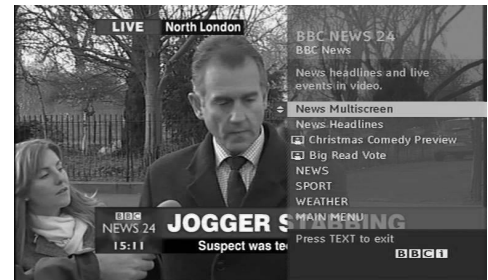 LIVE North London
BBC NEWS 24
BBC News
News headlines and live
events in video.
News Multiscreen
News Headlines
Christmas Comedy Preview
Big Read Vote
NEWS
SPORT
WEATHER
MAIN MENU
Press TEXT to exit
BBCi
BBC
NEWS 24
15:11
JOGGER STABBING
Suspect was